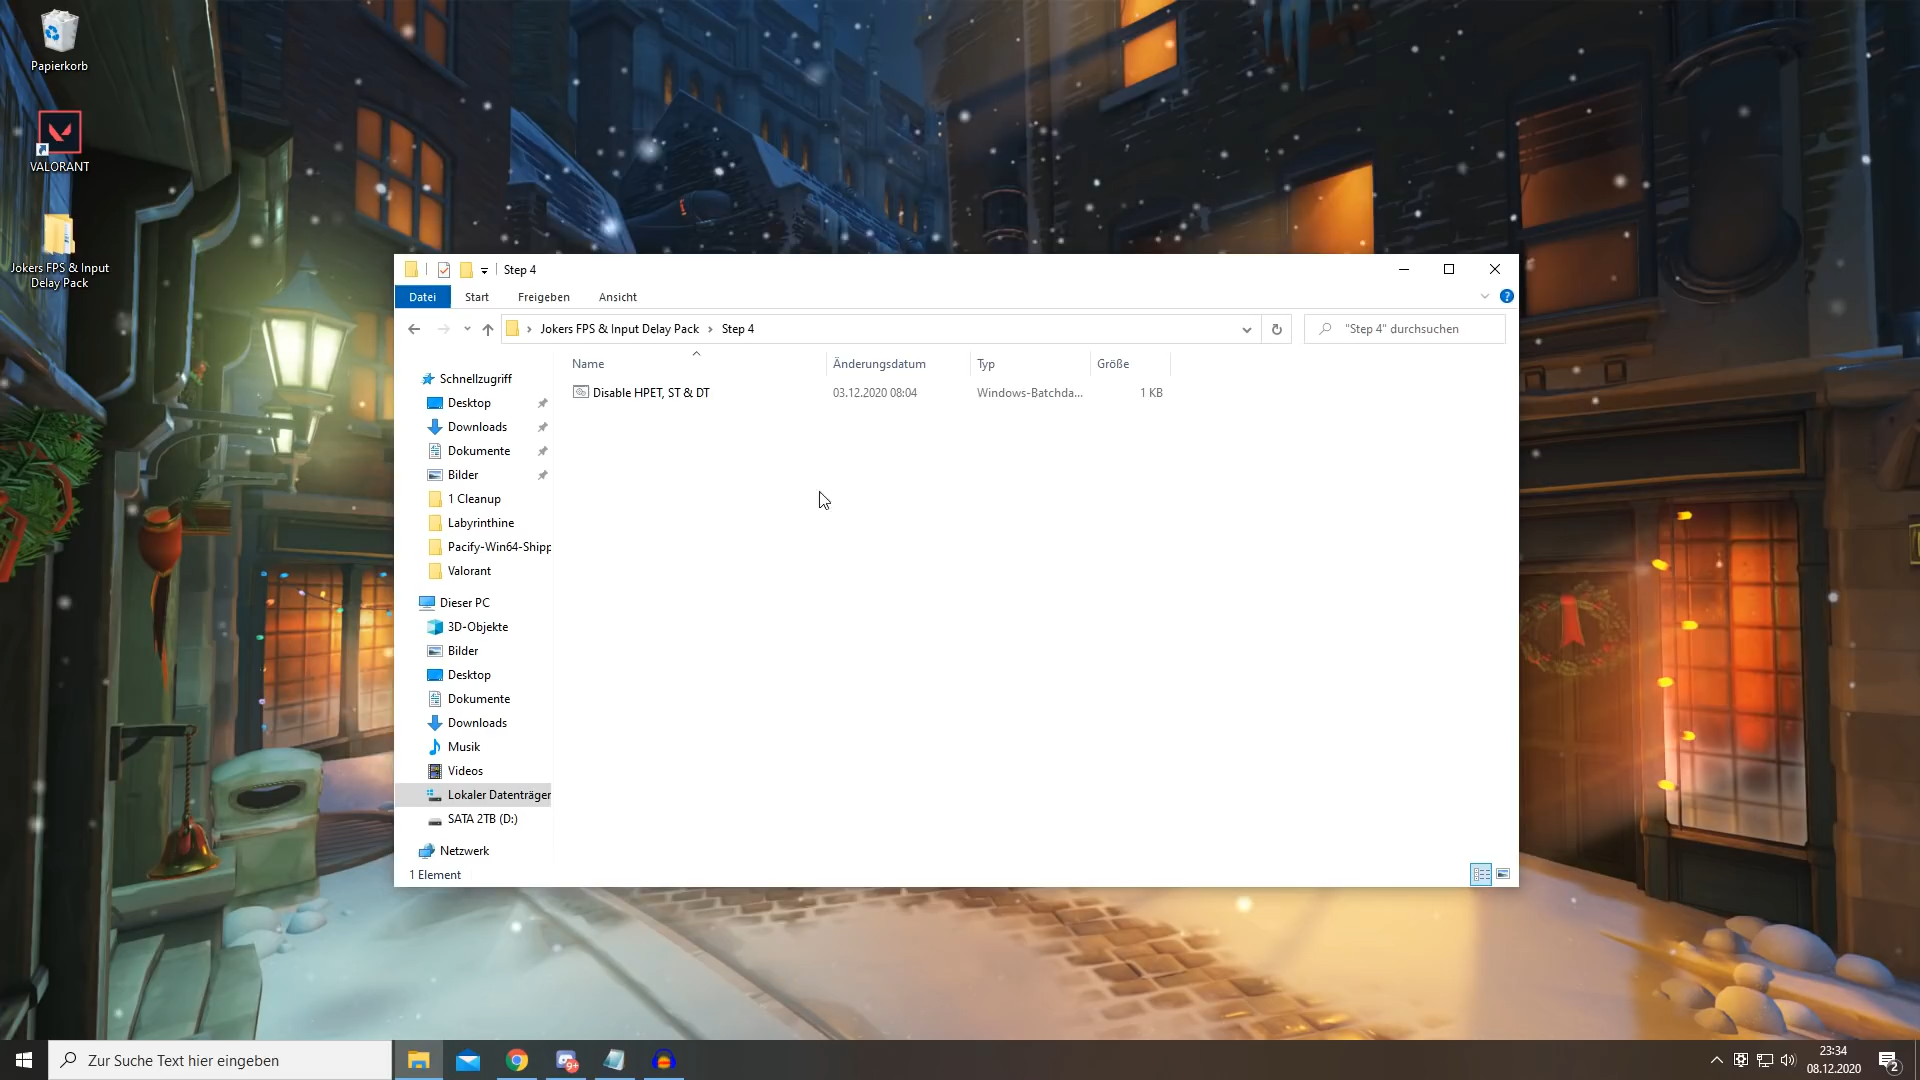 Papierkorb
VALORANT
Jokers FPS & Input
Delay Pack
Step 4
Datei
Start
Freigeben
Ansicht
Jokers FPS & Input Delay Pack
Step 4
"Step 4" durchsuchen
Name
Änderungsdatum
Typ
Größe
Disable HPET, ST & DT
03.12.2020 08:04
Windows-Batchda...
1 KB
Schnellzugriff
Desktop
Downloads
Dokumente
Bilder
1 Cleanup
Labyrinthine
Pacify-Win64-Shipp
Valorant
Dieser PC
3D-Objekte
Bilder
Desktop
Dokumente
Downloads
Musik
Videos
Lokaler Datenträger
SATA 2TB (D:)
Netzwerk
1 Element
Zur Suche Text hier eingeben
9+
23:34
08.12.2020
2